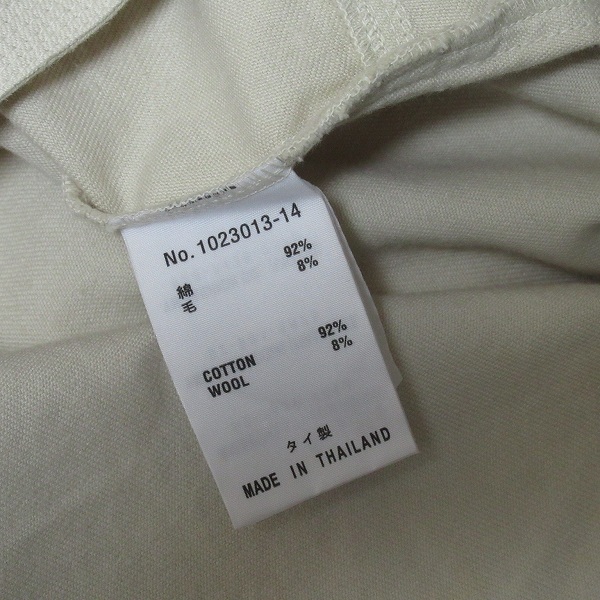 No. 1023013-14
綿 92%
毛 8%
COTTON 92%
WOOL 8%
タイ製
MADE IN THAILAND